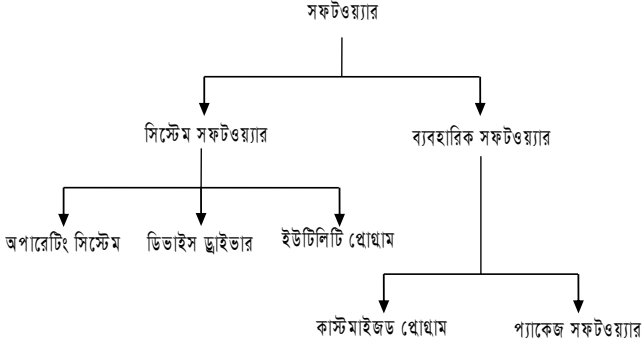 সফটওয়্যার
সিস্টেম সফটওয়্যার
ব্যবহারিক সফটওয়্যার
অপারেটিং সিস্টেম
ডিভাইস ড্রাইভার
ইউটিলিটি প্রোগ্রাম
কাস্টমাইজড প্রোগ্রাম
প্যাকেজ সফটওয়্যার